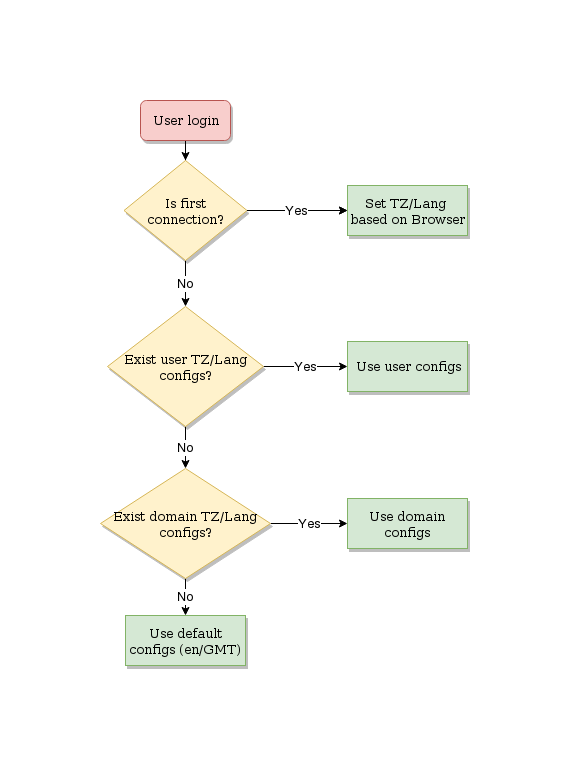 User login
Is first
connection?
Yes
Set TZ/Lang
based on Browser
No
Exist user TZ/Lang
configs?
Yes
Use user configs
No
Exist domain TZ/Lang
configs?
Yes
Use domain
configs
No
Use default
configs (en/GMT)